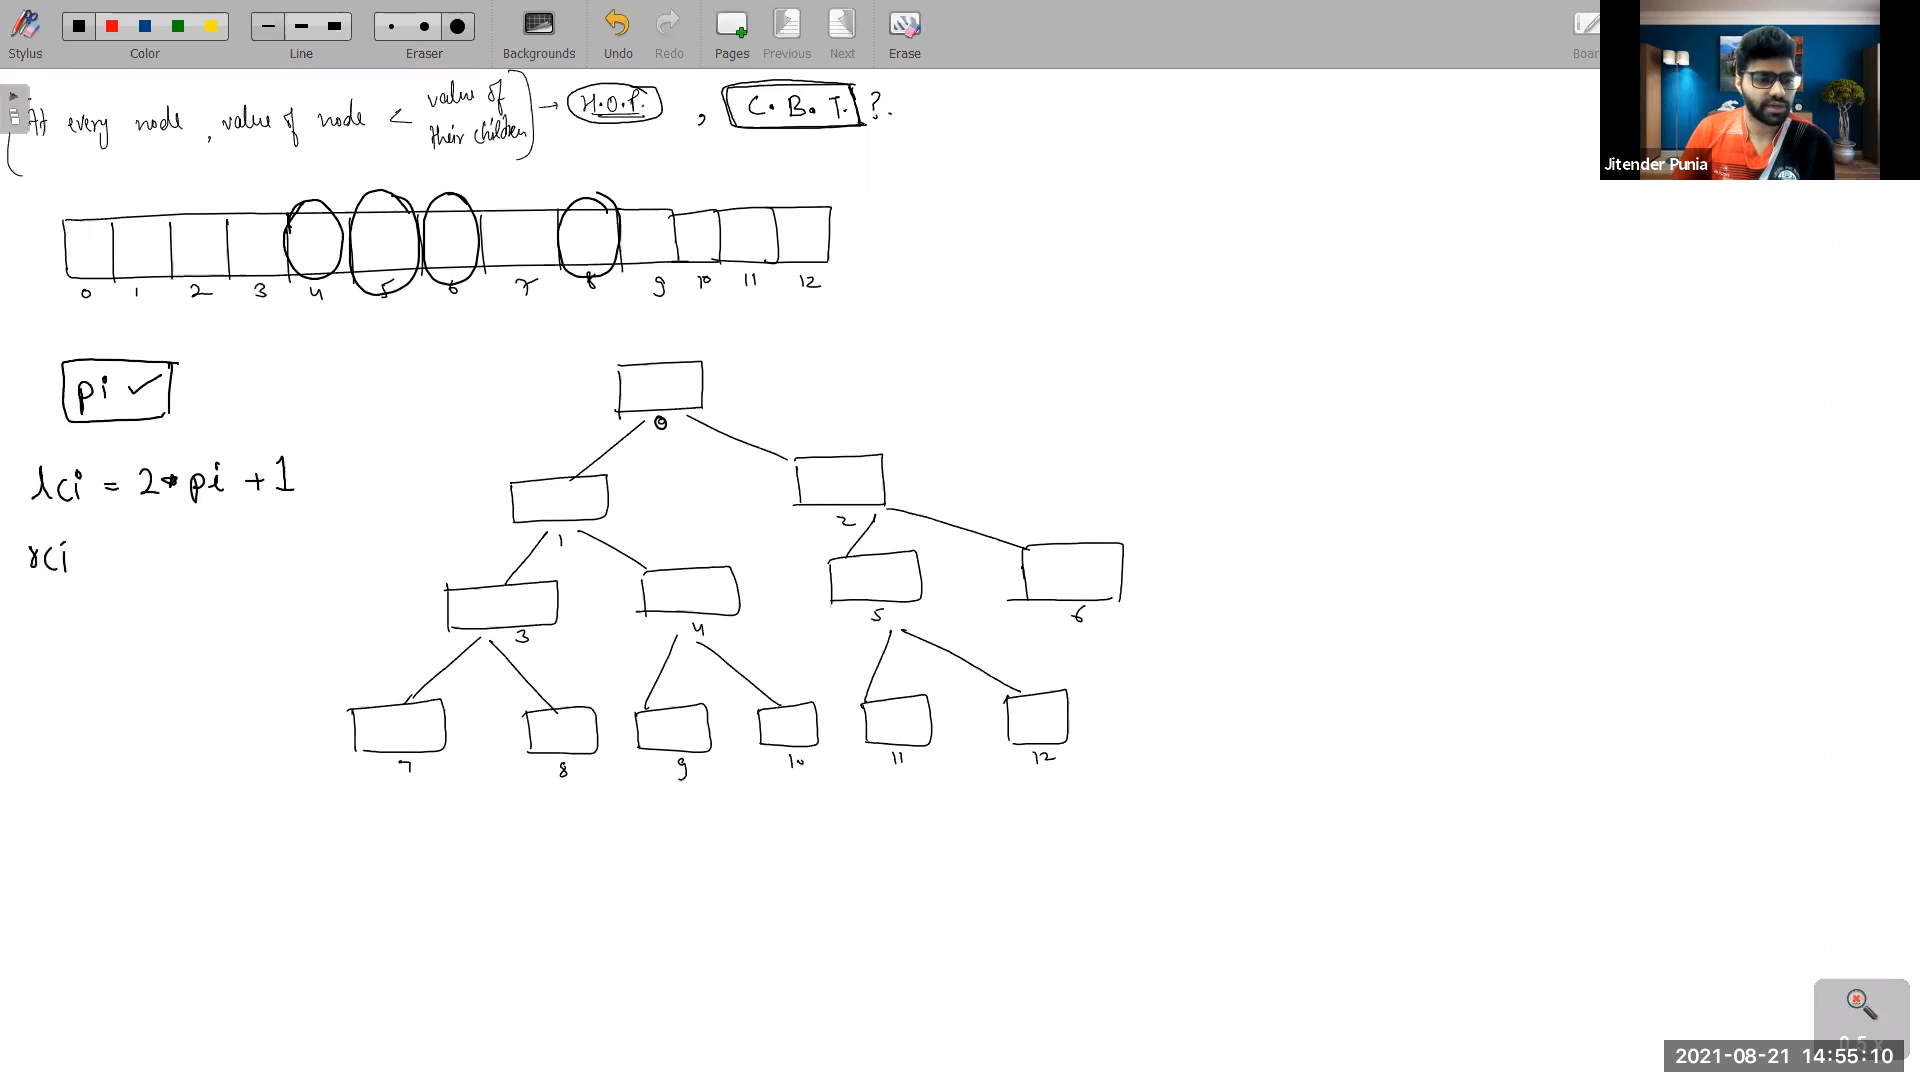 Stylus Color Line Eraser Backgrounds Undo Redo Pages Previous Next Erase
every node , value of node < value of their children → H.O.P. , C. B. T. ?.
Jitender Punia
0 1 2 3 4 5 6 7 8 9 10 11 12
pi ✓
0
lci = 2* pi + 1
1 2
rci
3 4 5 6
7 8 9 10 11 12
2021-08-21 14:55:10